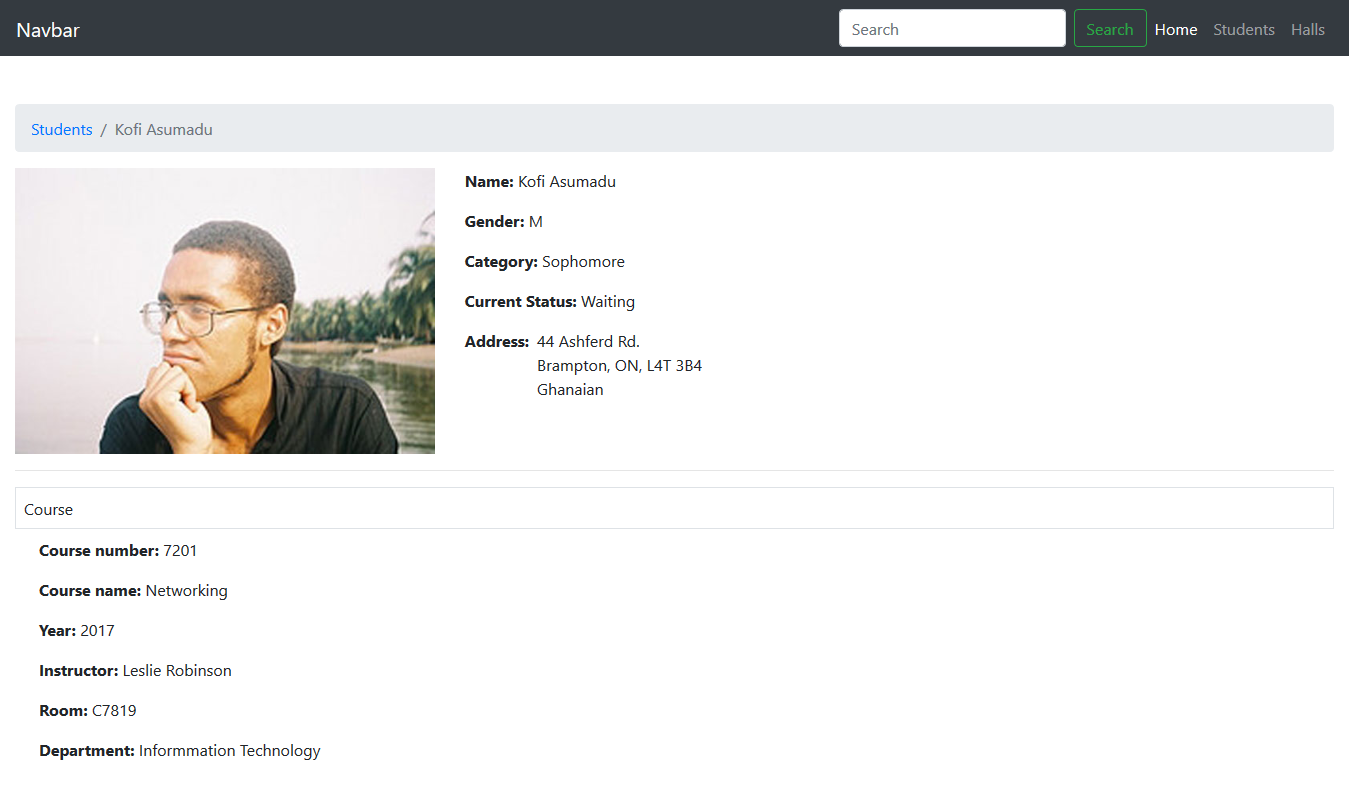 Navbar Search Search Home Students Halls
Students / Kofi Asumadu
Name: Kofi Asumadu
Gender: M
Category: Sophomore
Current Status: Waiting
Address: 44 Ashferd Rd.
Brampton, ON, L4T 3B4
Ghanaian
Course
Course number: 7201
Course name: Networking
Year: 2017
Instructor: Leslie Robinson
Room: C7819
Department: Informmation Technology